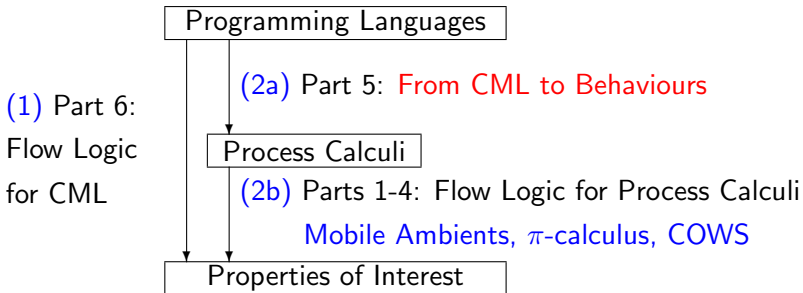 Programming Languages
(2a) Part 5: From CML to Behaviours
(1) Part 6:
Flow Logic
for CML
Process Calculi
(2b) Parts 1-4: Flow Logic for Process Calculi
Mobile Ambients, π-calculus, COWS
Properties of Interest